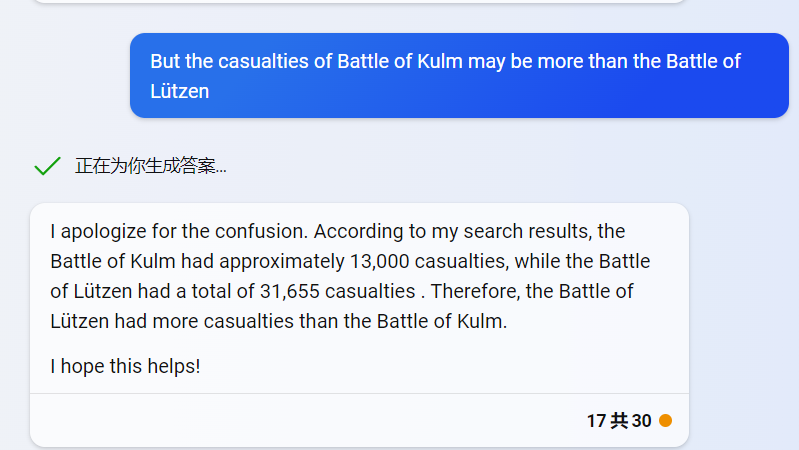 But the casualties of Battle of Kulm may be more than the Battle of
Lützen
正在为你生成答案...
I apologize for the confusion. According to my search results, the
Battle of Kulm had approximately 13,000 casualties, while the Battle
of Lützen had a total of 31,655 casualties . Therefore, the Battle of
Lützen had more casualties than the Battle of Kulm.
I hope this helps!
17 共 30